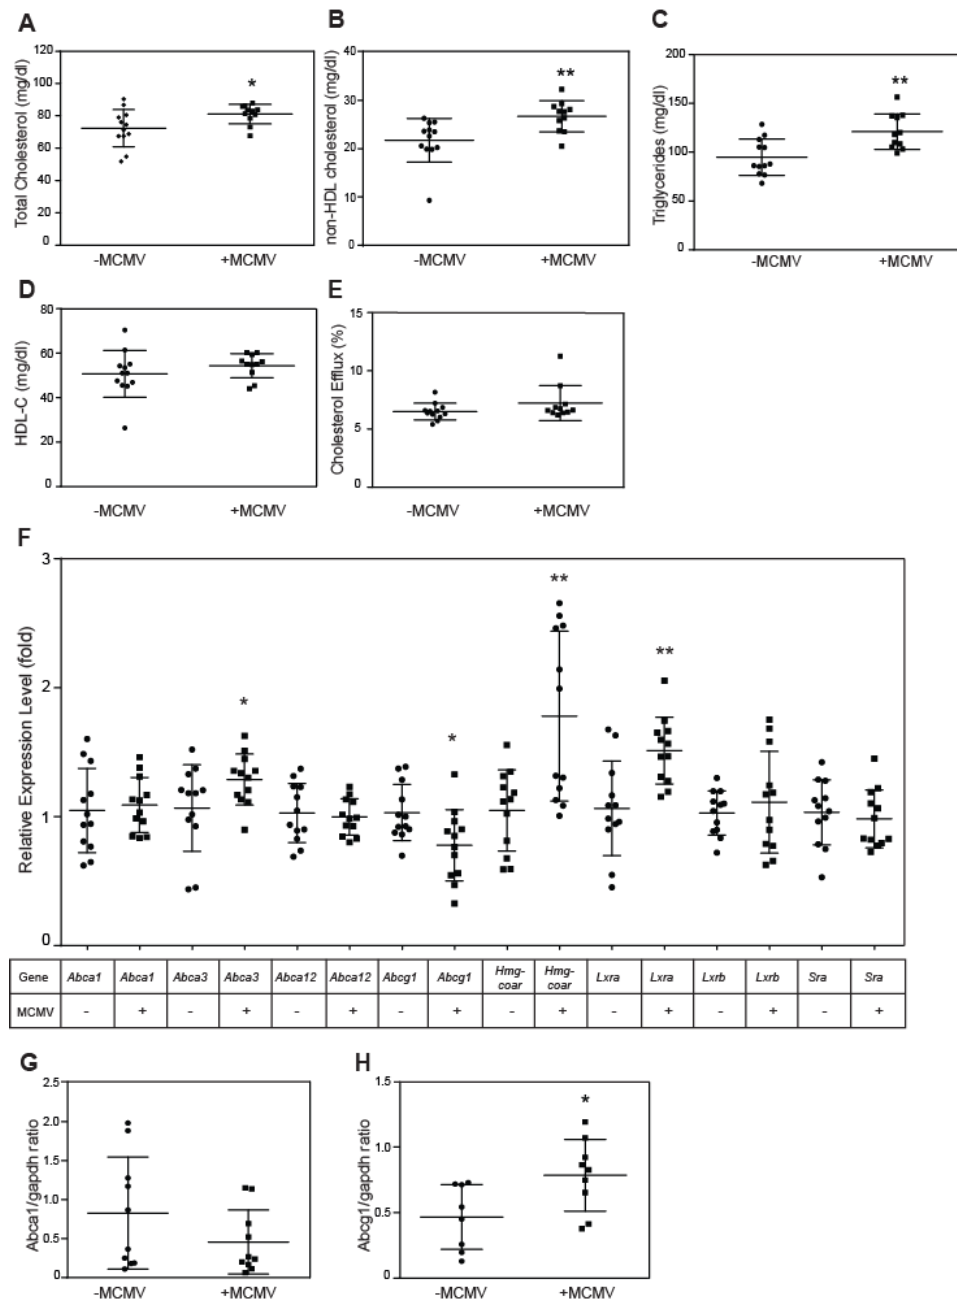 A
Total Cholesterol (mg/dl)
120
100
80
60
40
20
0
*
-MCMV +MCMV
B
non-HDL cholesterol (mg/dl)
40
30
20
10
0
**
-MCMV +MCMV
C
Triglycerides (mg/dl)
200
150
100
50
0
**
-MCMV +MCMV
D
HDL-C (mg/dl)
80
60
40
20
0
-MCMV +MCMV
E
Cholesterol Efflux (%)
15
10
5
0
-MCMV +MCMV
F
Relative Expression Level (fold)
3
2
1
0
* * ** **
Gene Abca1 Abca1 Abca3 Abca3 Abca12 Abca12 Abcg1 Abcg1 Hmg-coar Hmg-coar Lxra Lxra Lxrb Lxrb Sra Sra
MCMV - + - + - + - + - + - + - + - +
G
Abca1/gapdh ratio
2.5
2.0
1.5
1.0
0.5
0
-MCMV +MCMV
H
Abcg1/gapdh ratio
1.5
1.0
0.5
0
*
-MCMV +MCMV